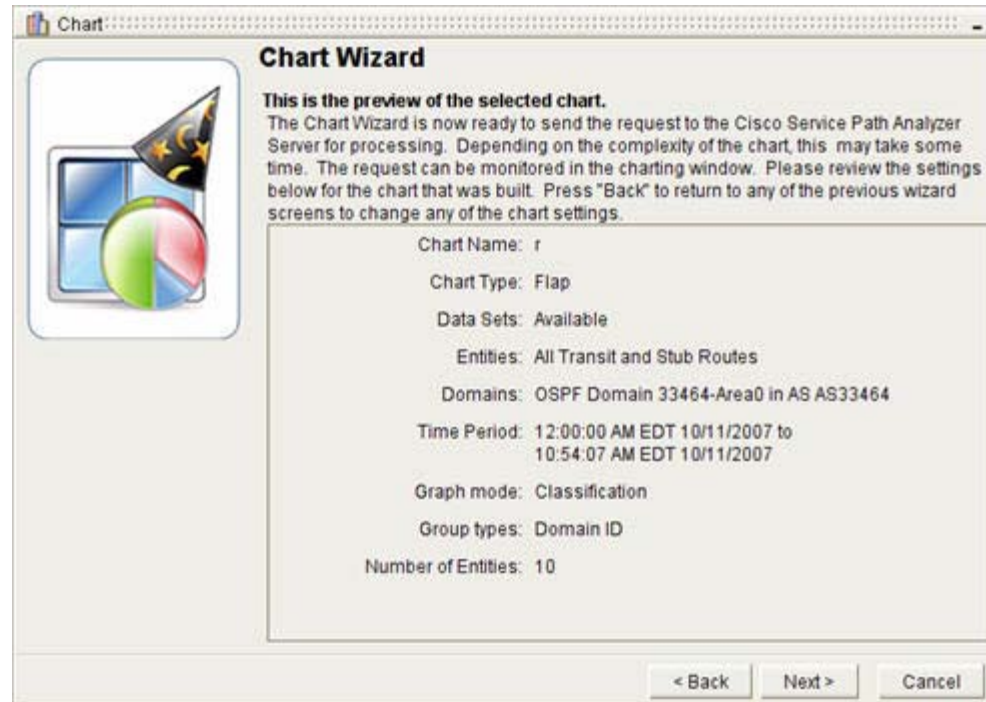 Chart
Chart Wizard
This is the preview of the selected chart.
The Chart Wizard is now ready to send the request to the Cisco Service Path Analyzer
Server for processing. Depending on the complexity of the chart, this may take some
time. The request can be monitored in the charting window. Please review the settings
below for the chart that was built. Press "Back" to return to any of the previous wizard
screens to change any of the chart settings.
Chart Name: r
Chart Type: Flap
Data Sets: Available
Entities: All Transit and Stub Routes
Domains: OSPF Domain 33464-Area0 in AS AS33464
Time Period: 12:00:00 AM EDT 10/11/2007 to
10:54:07 AM EDT 10/11/2007
Graph mode: Classification
Group types: Domain ID
Number of Entities: 10
< Back Next > Cancel